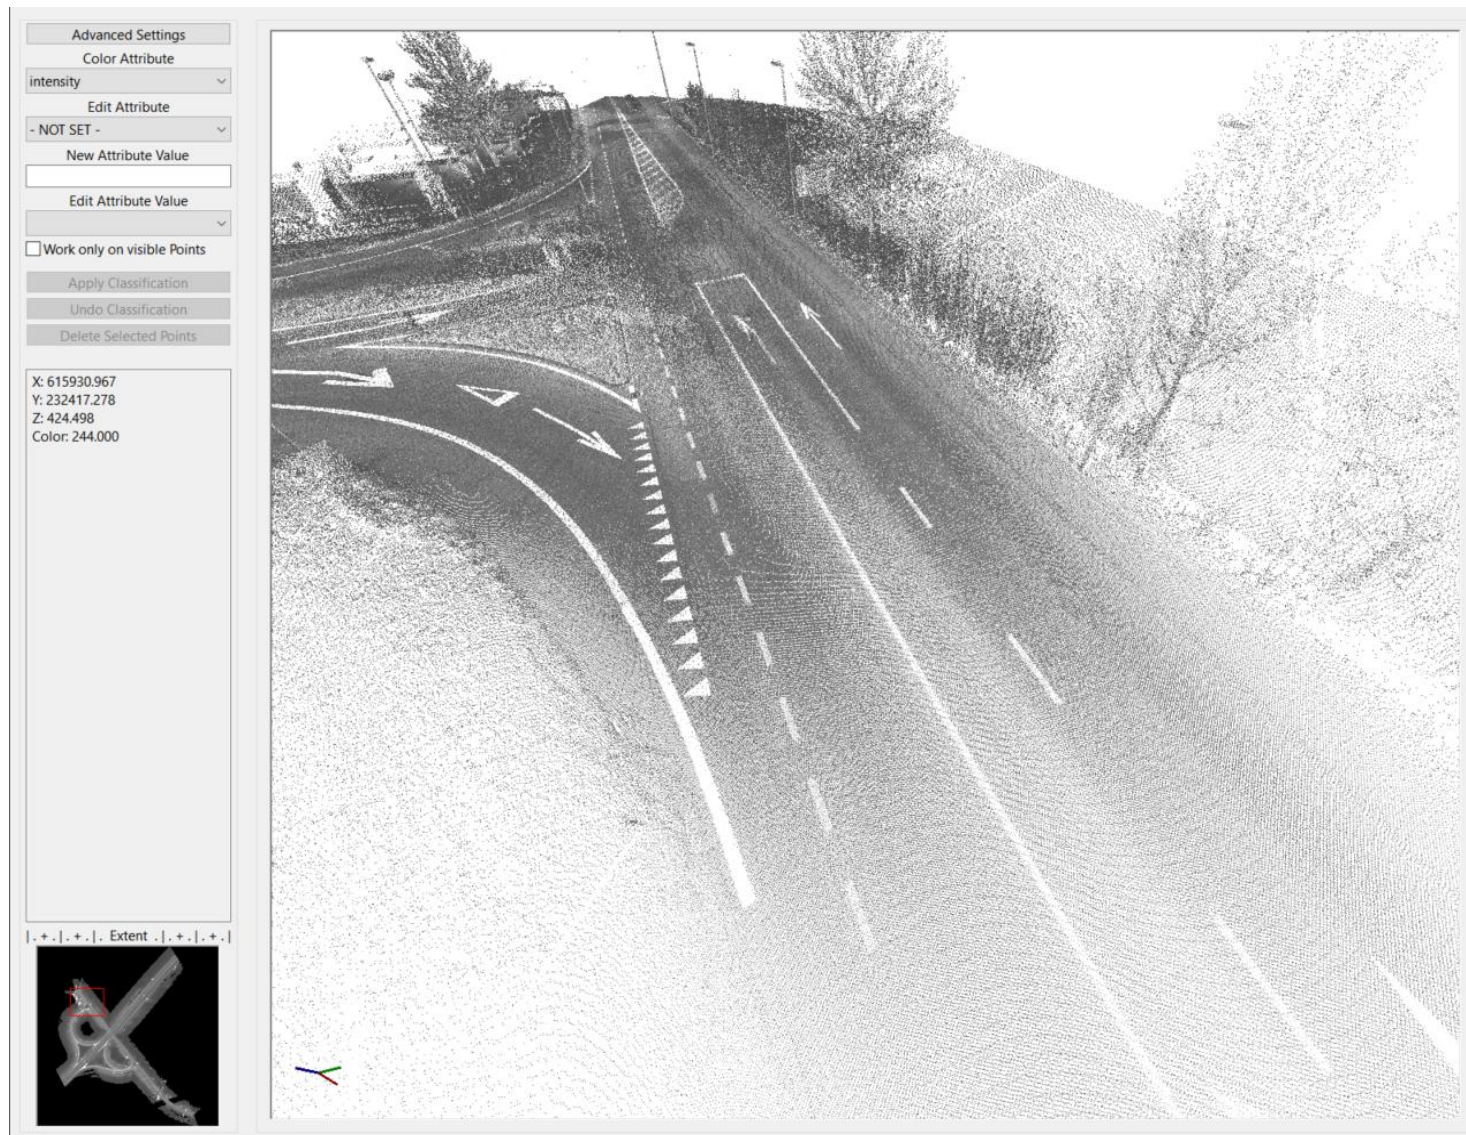 Advanced Settings
Color Attribute
intensity
Edit Attribute
- NOT SET -
New Attribute Value
Edit Attribute Value
Work only on visible Points
Apply Classification
Undo Classification
Delete Selected Points
X: 615930.967
Y: 232417.278
Z: 424.498
Color: 244.000
|. + .|. + .|. Extent .|. + .|. + .|